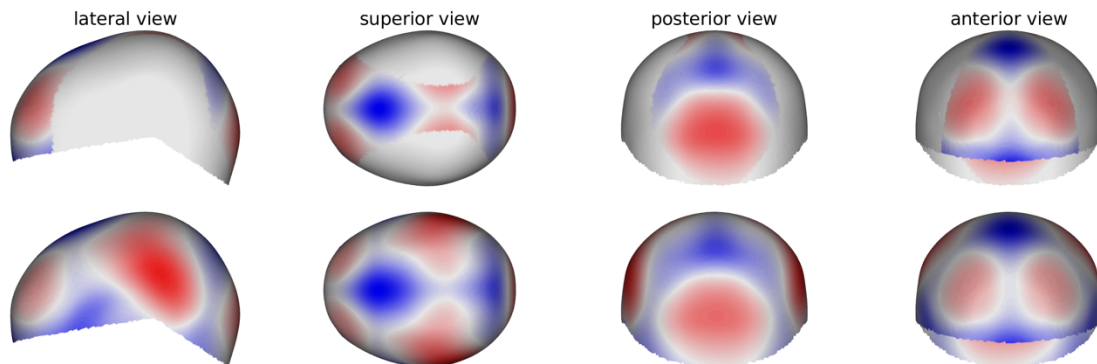 lateral view
superior view
posterior view
anterior view